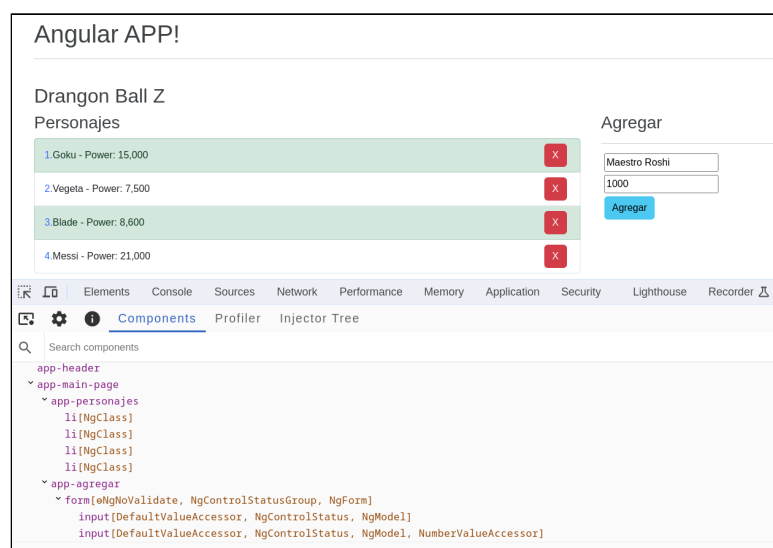 Angular APP!
Drangon Ball Z
Personajes
Agregar
1.Goku - Power: 15,000 X
2.Vegeta - Power: 7,500 X
3.Blade - Power: 8,600 X
4.Messi - Power: 21,000 X
Maestro Roshi
1000
Agregar
Elements Console Sources Network Performance Memory Application Security Lighthouse Recorder
Components Profiler Injector Tree
Search components
app-header
app-main-page
app-personajes
li[NgClass]
li[NgClass]
li[NgClass]
li[NgClass]
app-agregar
form[ɵNgNoValidate, NgControlStatusGroup, NgForm]
input[DefaultValueAccessor, NgControlStatus, NgModel]
input[DefaultValueAccessor, NgControlStatus, NgModel, NumberValueAccessor]